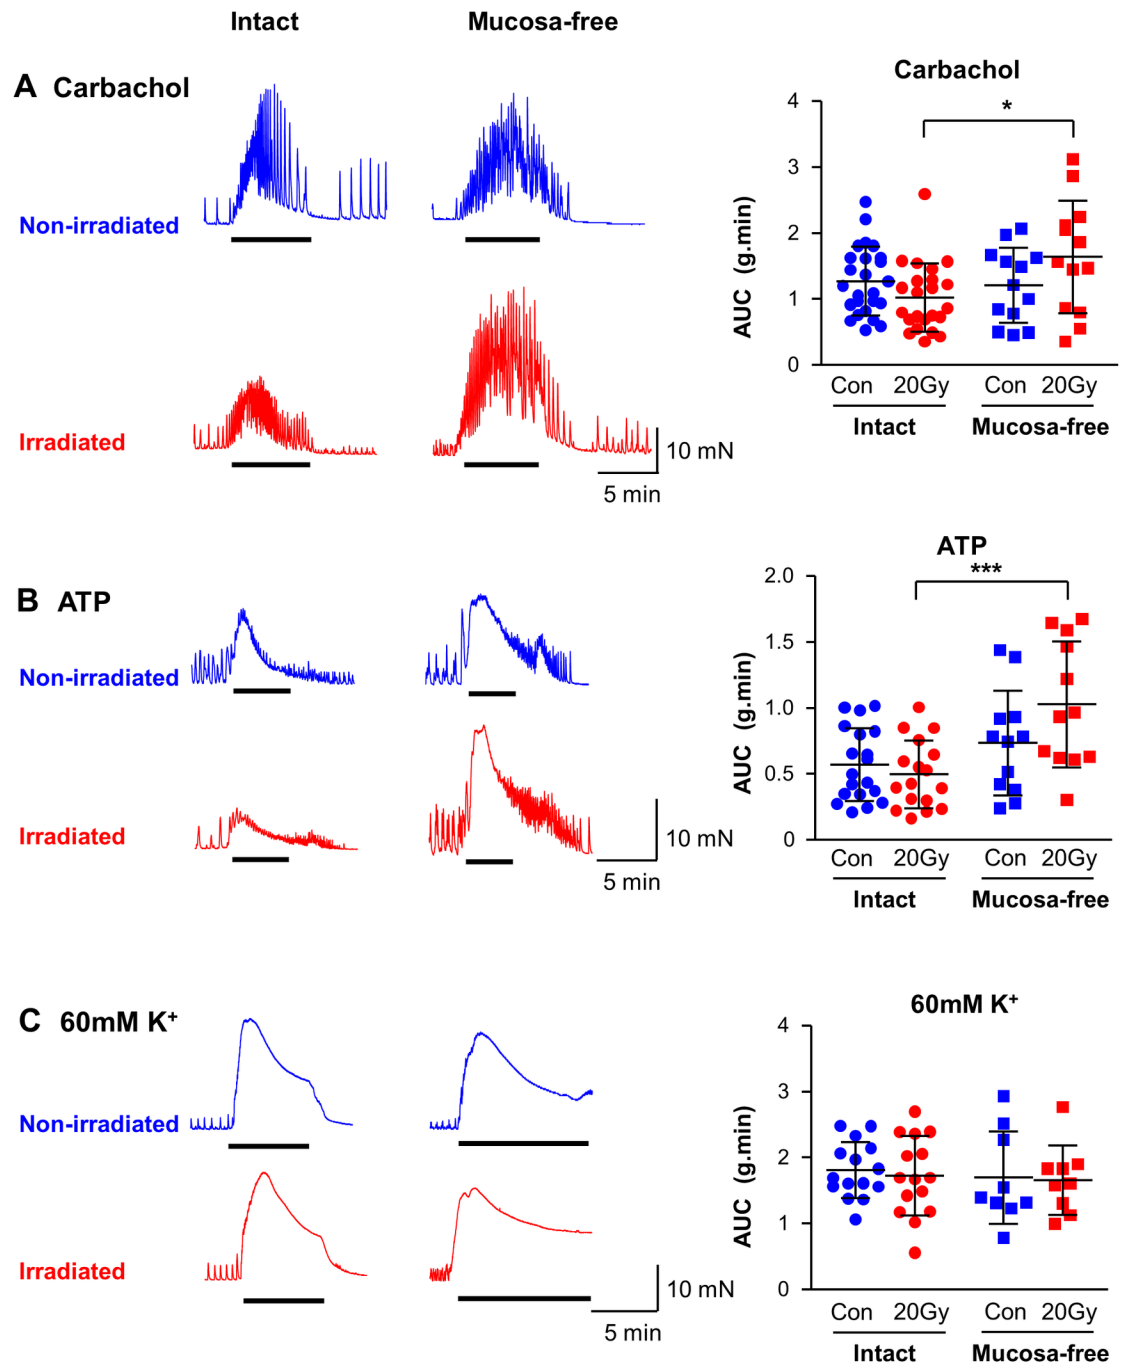 Intact Mucosa-free
A Carbachol
Non-irradiated
Irradiated
10 mN
5 min
Carbachol
AUC (g.min)
4
3
2
1
0
*
Con 20Gy Con 20Gy
Intact Mucosa-free
B ATP
Non-irradiated
Irradiated
10 mN
5 min
ATP
AUC (g.min)
2.0
1.5
1.0
0.5
0
***
Con 20Gy Con 20Gy
Intact Mucosa-free
C 60mM K⁺
Non-irradiated
Irradiated
10 mN
5 min
60mM K⁺
AUC (g.min)
4
3
2
1
0
Con 20Gy Con 20Gy
Intact Mucosa-free